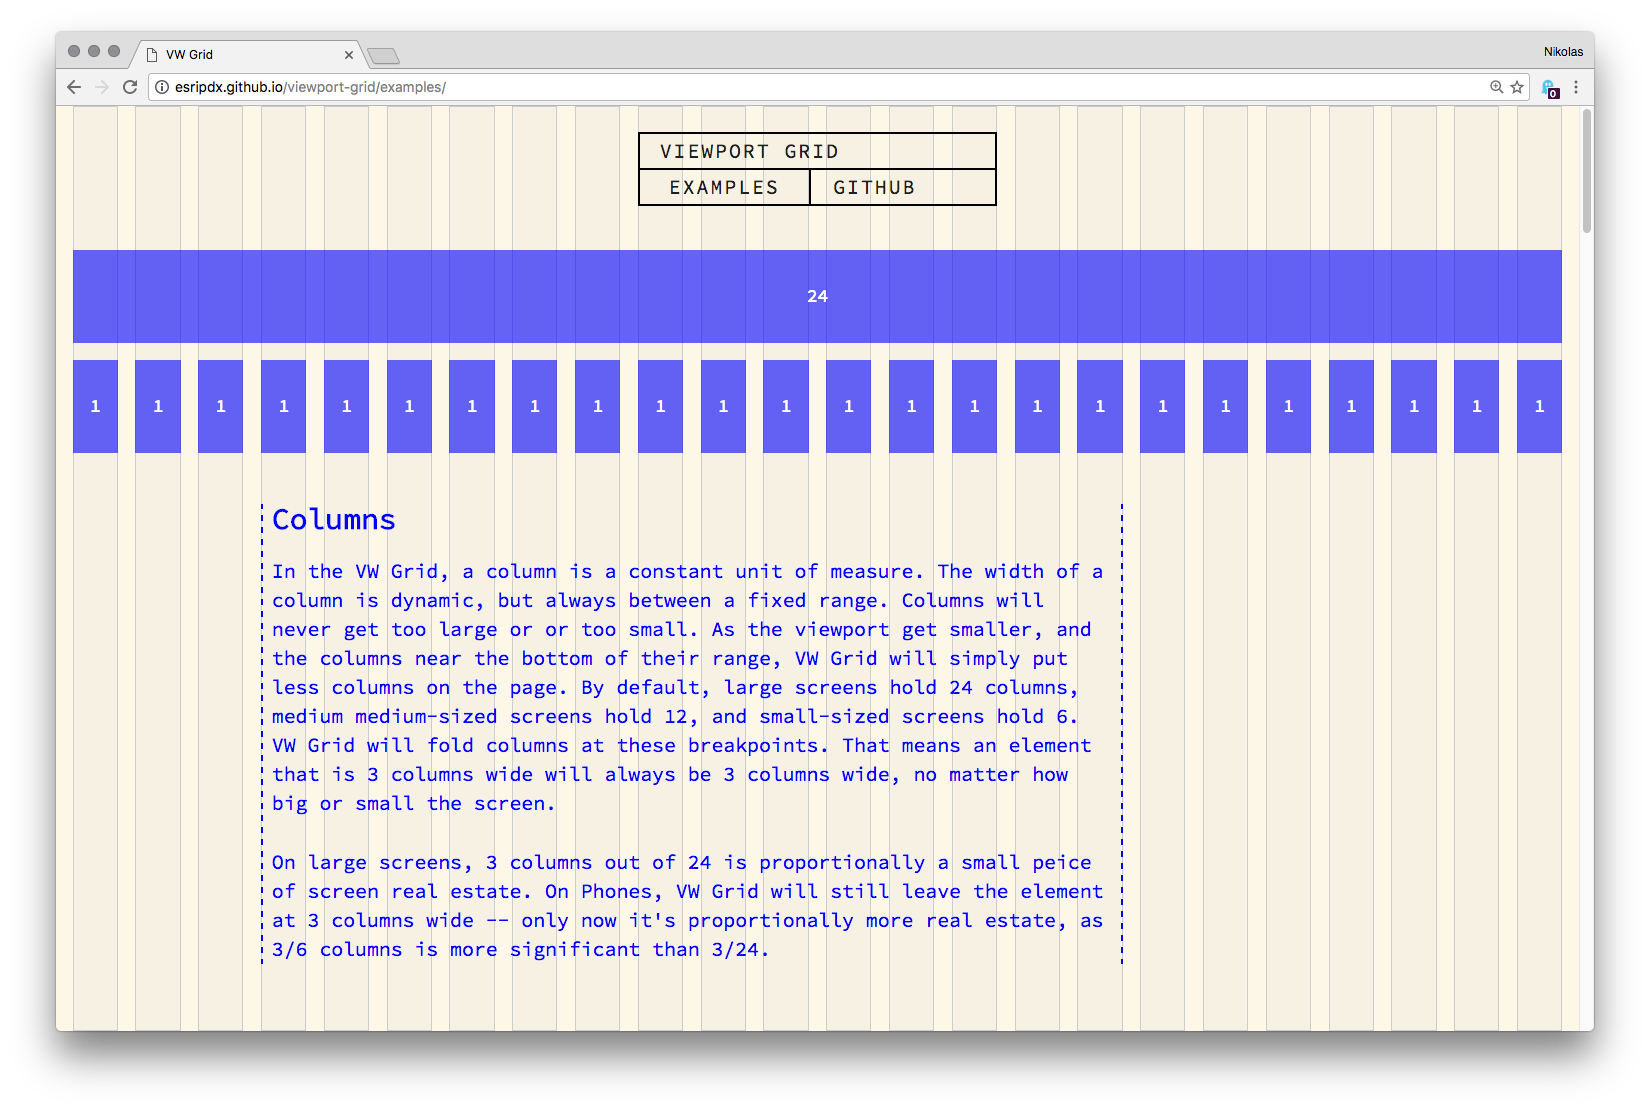 VW Grid
Nikolas
esripdx.github.io/viewport-grid/examples/
0
VIEWPORT GRID
EXAMPLES GITHUB
24
1 1 1 1 1 1 1 1 1 1 1 1 1 1 1 1 1 1 1 1 1 1 1 1
Columns
In the VW Grid, a column is a constant unit of measure. The width of a
column is dynamic, but always between a fixed range. Columns will
never get too large or or too small. As the viewport get smaller, and
the columns near the bottom of their range, VW Grid will simply put
less columns on the page. By default, large screens hold 24 columns,
medium medium-sized screens hold 12, and small-sized screens hold 6.
VW Grid will fold columns at these breakpoints. That means an element
that is 3 columns wide will always be 3 columns wide, no matter how
big or small the screen.
On large screens, 3 columns out of 24 is proportionally a small peice
of screen real estate. On Phones, VW Grid will still leave the element
at 3 columns wide -- only now it's proportionally more real estate, as
3/6 columns is more significant than 3/24.